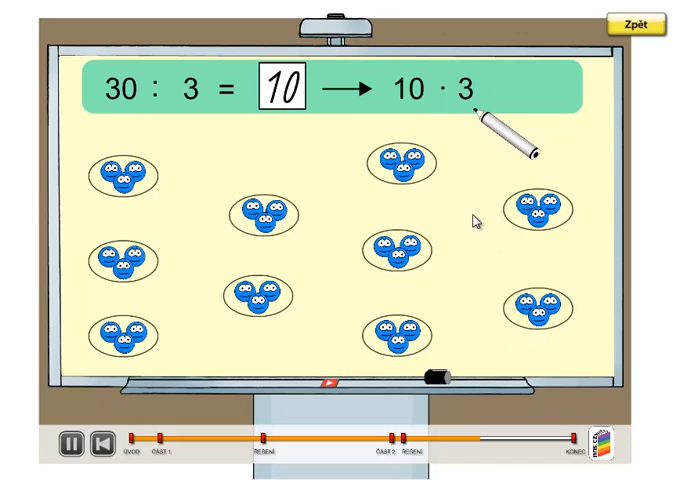 Zpět
30 : 3 = 10 → 10 · 3
ÚVOD ČÁST 1. ŘEŠENÍ ČÁST 2. ŘEŠENÍ KONEC